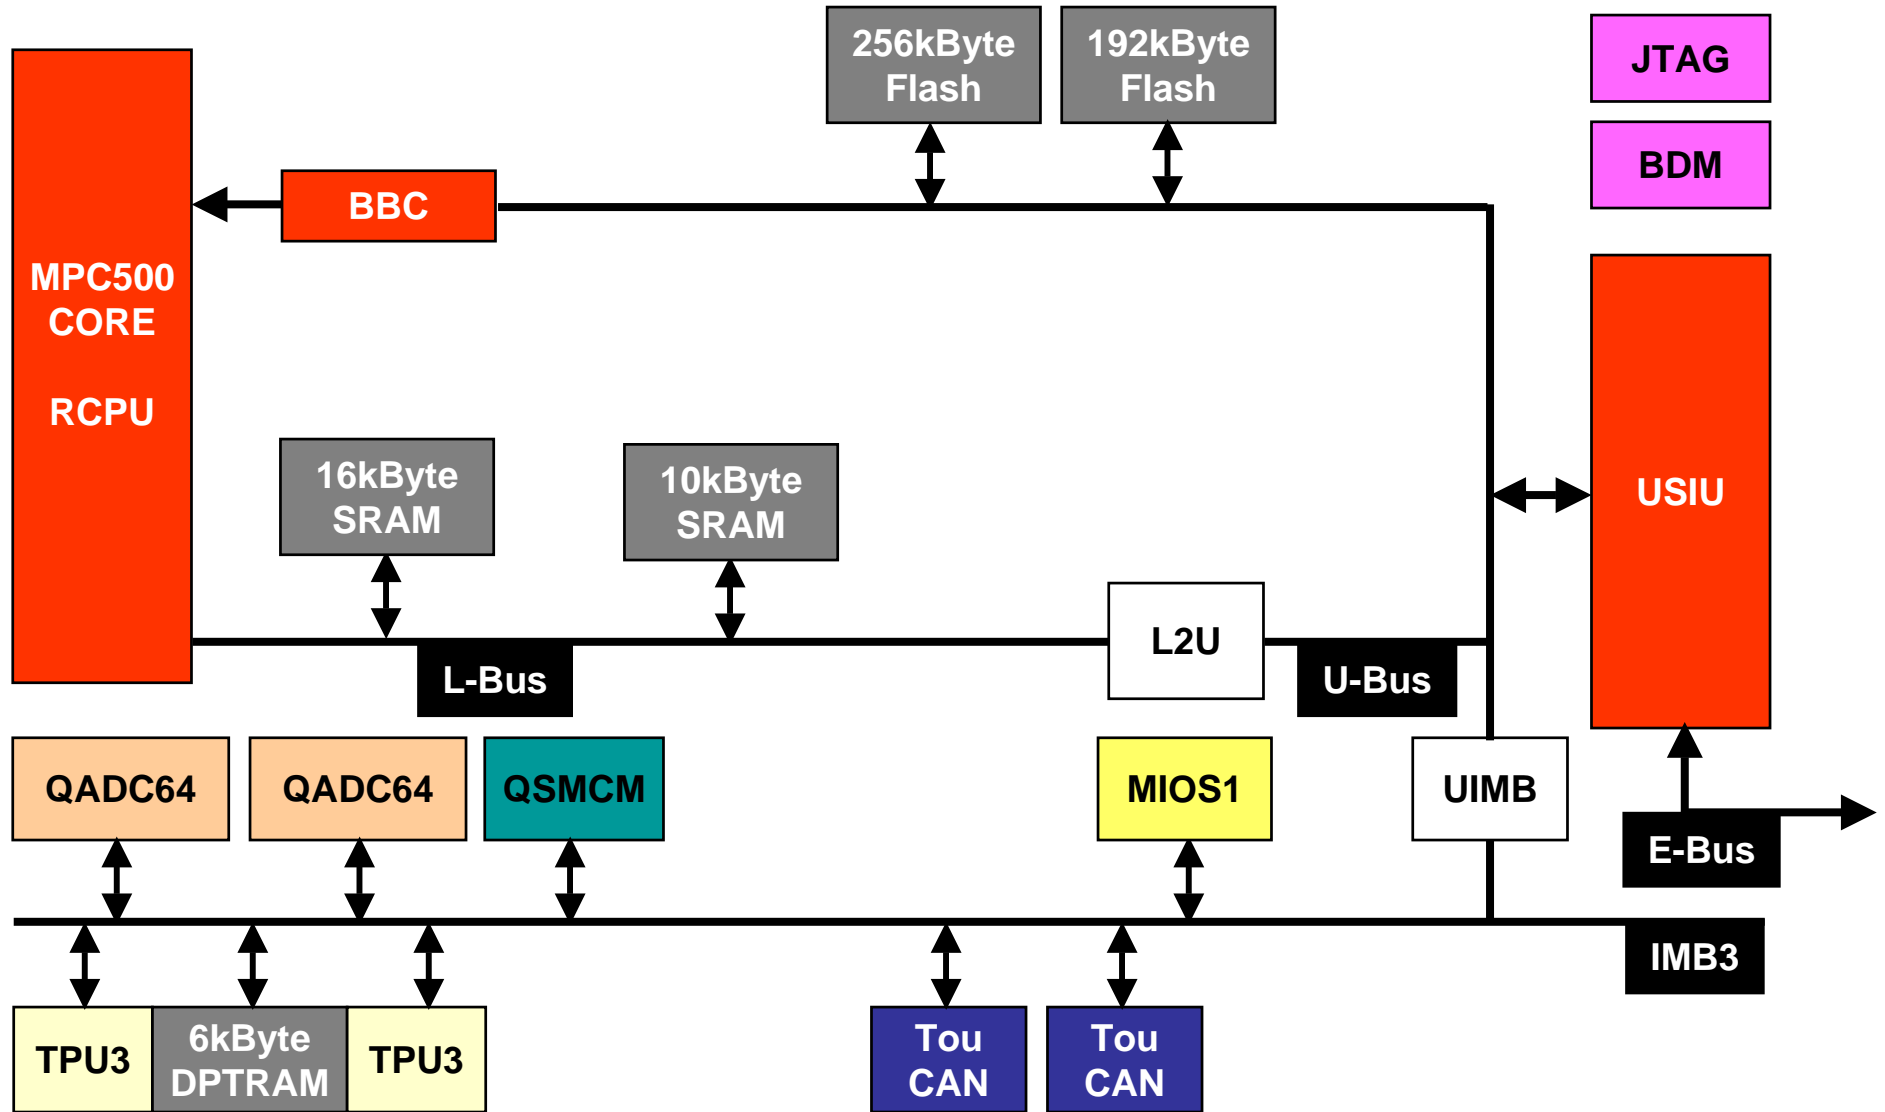 256kByte
Flash
192kByte
Flash
JTAG
BDM
BBC
MPC500
CORE
RCPU
16kByte
SRAM
10kByte
SRAM
USIU
L2U
L-Bus
U-Bus
QADC64
QADC64
QSMCM
MIOS1
UIMB
E-Bus
IMB3
TPU3
6kByte
DPTRAM
TPU3
Tou
CAN
Tou
CAN